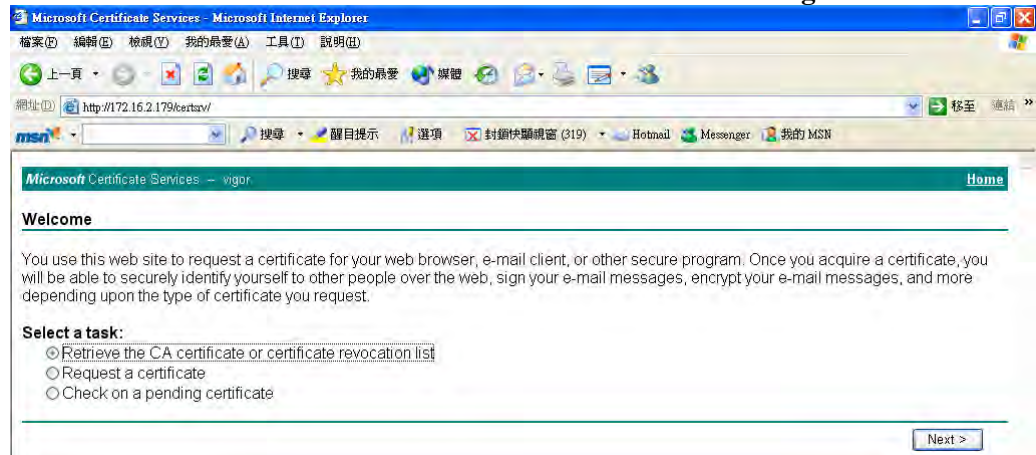 Microsoft Certificate Services - Microsoft Internet Explorer
檔案(F) 編輯(E) 檢視(V) 我的最愛(A) 工具(T) 說明(H)
上一頁 搜尋 我的最愛 媒體
網址(D) http://172.16.2.179/certsrv/ 移至 連結 »
msn 搜尋 醒目提示 選項 封鎖快顯視窗 (319) Hotmail Messenger 我的 MSN
Microsoft Certificate Services -- vigor Home
Welcome
You use this web site to request a certificate for your web browser, e-mail client, or other secure program. Once you acquire a certificate, you
will be able to securely identify yourself to other people over the web, sign your e-mail messages, encrypt your e-mail messages, and more
depending upon the type of certificate you request.
Select a task:
Retrieve the CA certificate or certificate revocation list
Request a certificate
Check on a pending certificate
Next >